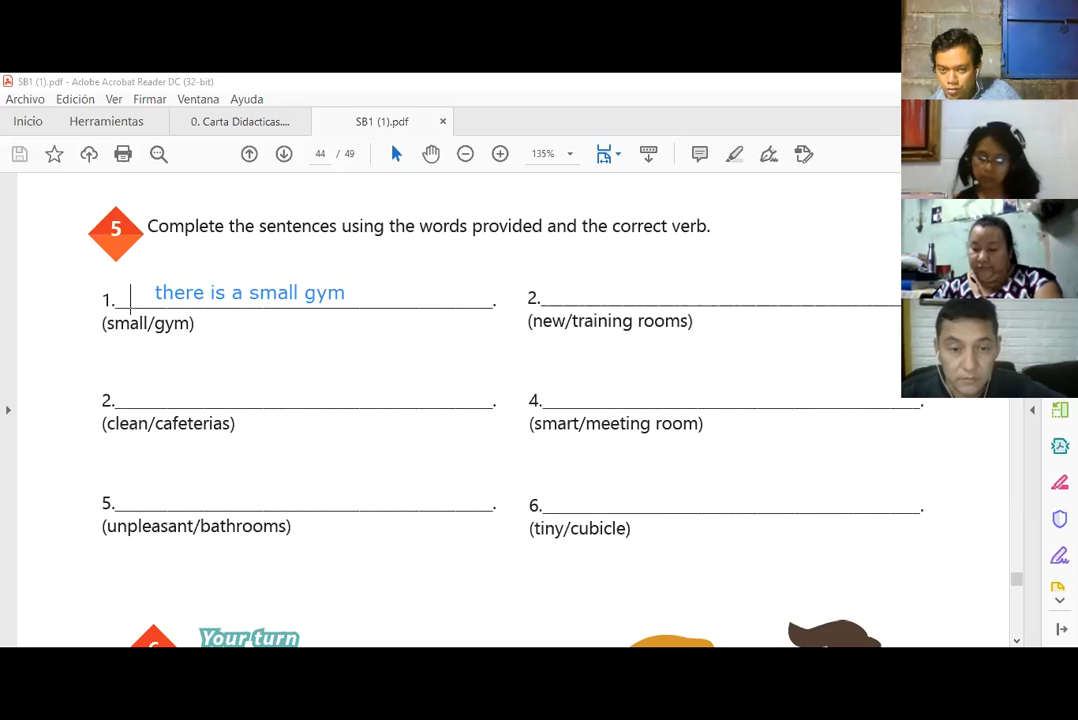 SB1 (1).pdf - Adobe Acrobat Reader DC (32-bit)
Archivo Edición Ver Firmar Ventana Ayuda
Inicio Herramientas 0. Carta Didacticas.... SB1 (1).pdf ×
44 / 49 135%
5 Complete the sentences using the words provided and the correct verb.
1. there is a small gym.
(small/gym)
2.
(new/training rooms)
2. .
(clean/cafeterias)
4. .
(smart/meeting room)
5. .
(unpleasant/bathrooms)
6. .
(tiny/cubicle)
6 Your turn